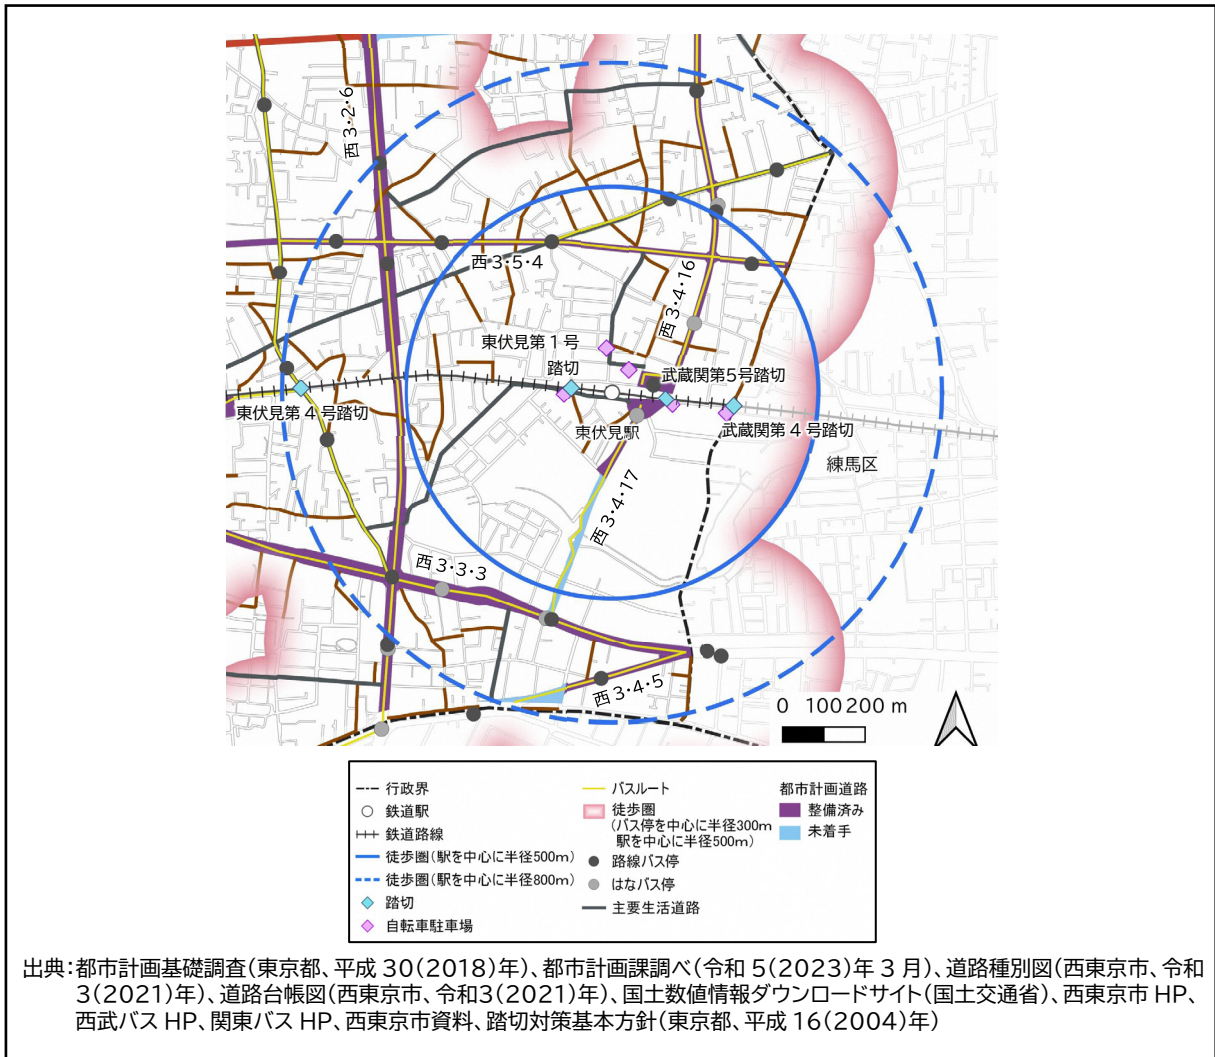 西3・2・6
西3・5・4
西3・4・16
東伏見第1号
踏切
武蔵関第5号踏切
東伏見第4号踏切
東伏見駅
武蔵関第4号踏切
練馬区
西3・4・17
西3・3・3
西3・4・5
0 100 200 m
行政界
鉄道駅
鉄道路線
徒歩圏(駅を中心に半径500m)
徒歩圏(駅を中心に半径800m)
踏切
自転車駐車場
バスルート
徒歩圏
(バス停を中心に半径300m
駅を中心に半径500m)
路線バス停
はなバス停
主要生活道路
都市計画道路
整備済み
未着手
出典:都市計画基礎調査(東京都、平成30(2018)年)、都市計画課調べ(令和5(2023)年3月)、道路種別図(西東京市、令和
3(2021)年)、道路台帳図(西東京市、令和3(2021)年)、国土数値情報ダウンロードサイト(国土交通省)、西東京市HP、
西武バスHP、関東バスHP、西東京市資料、踏切対策基本方針(東京都、平成16(2004)年)